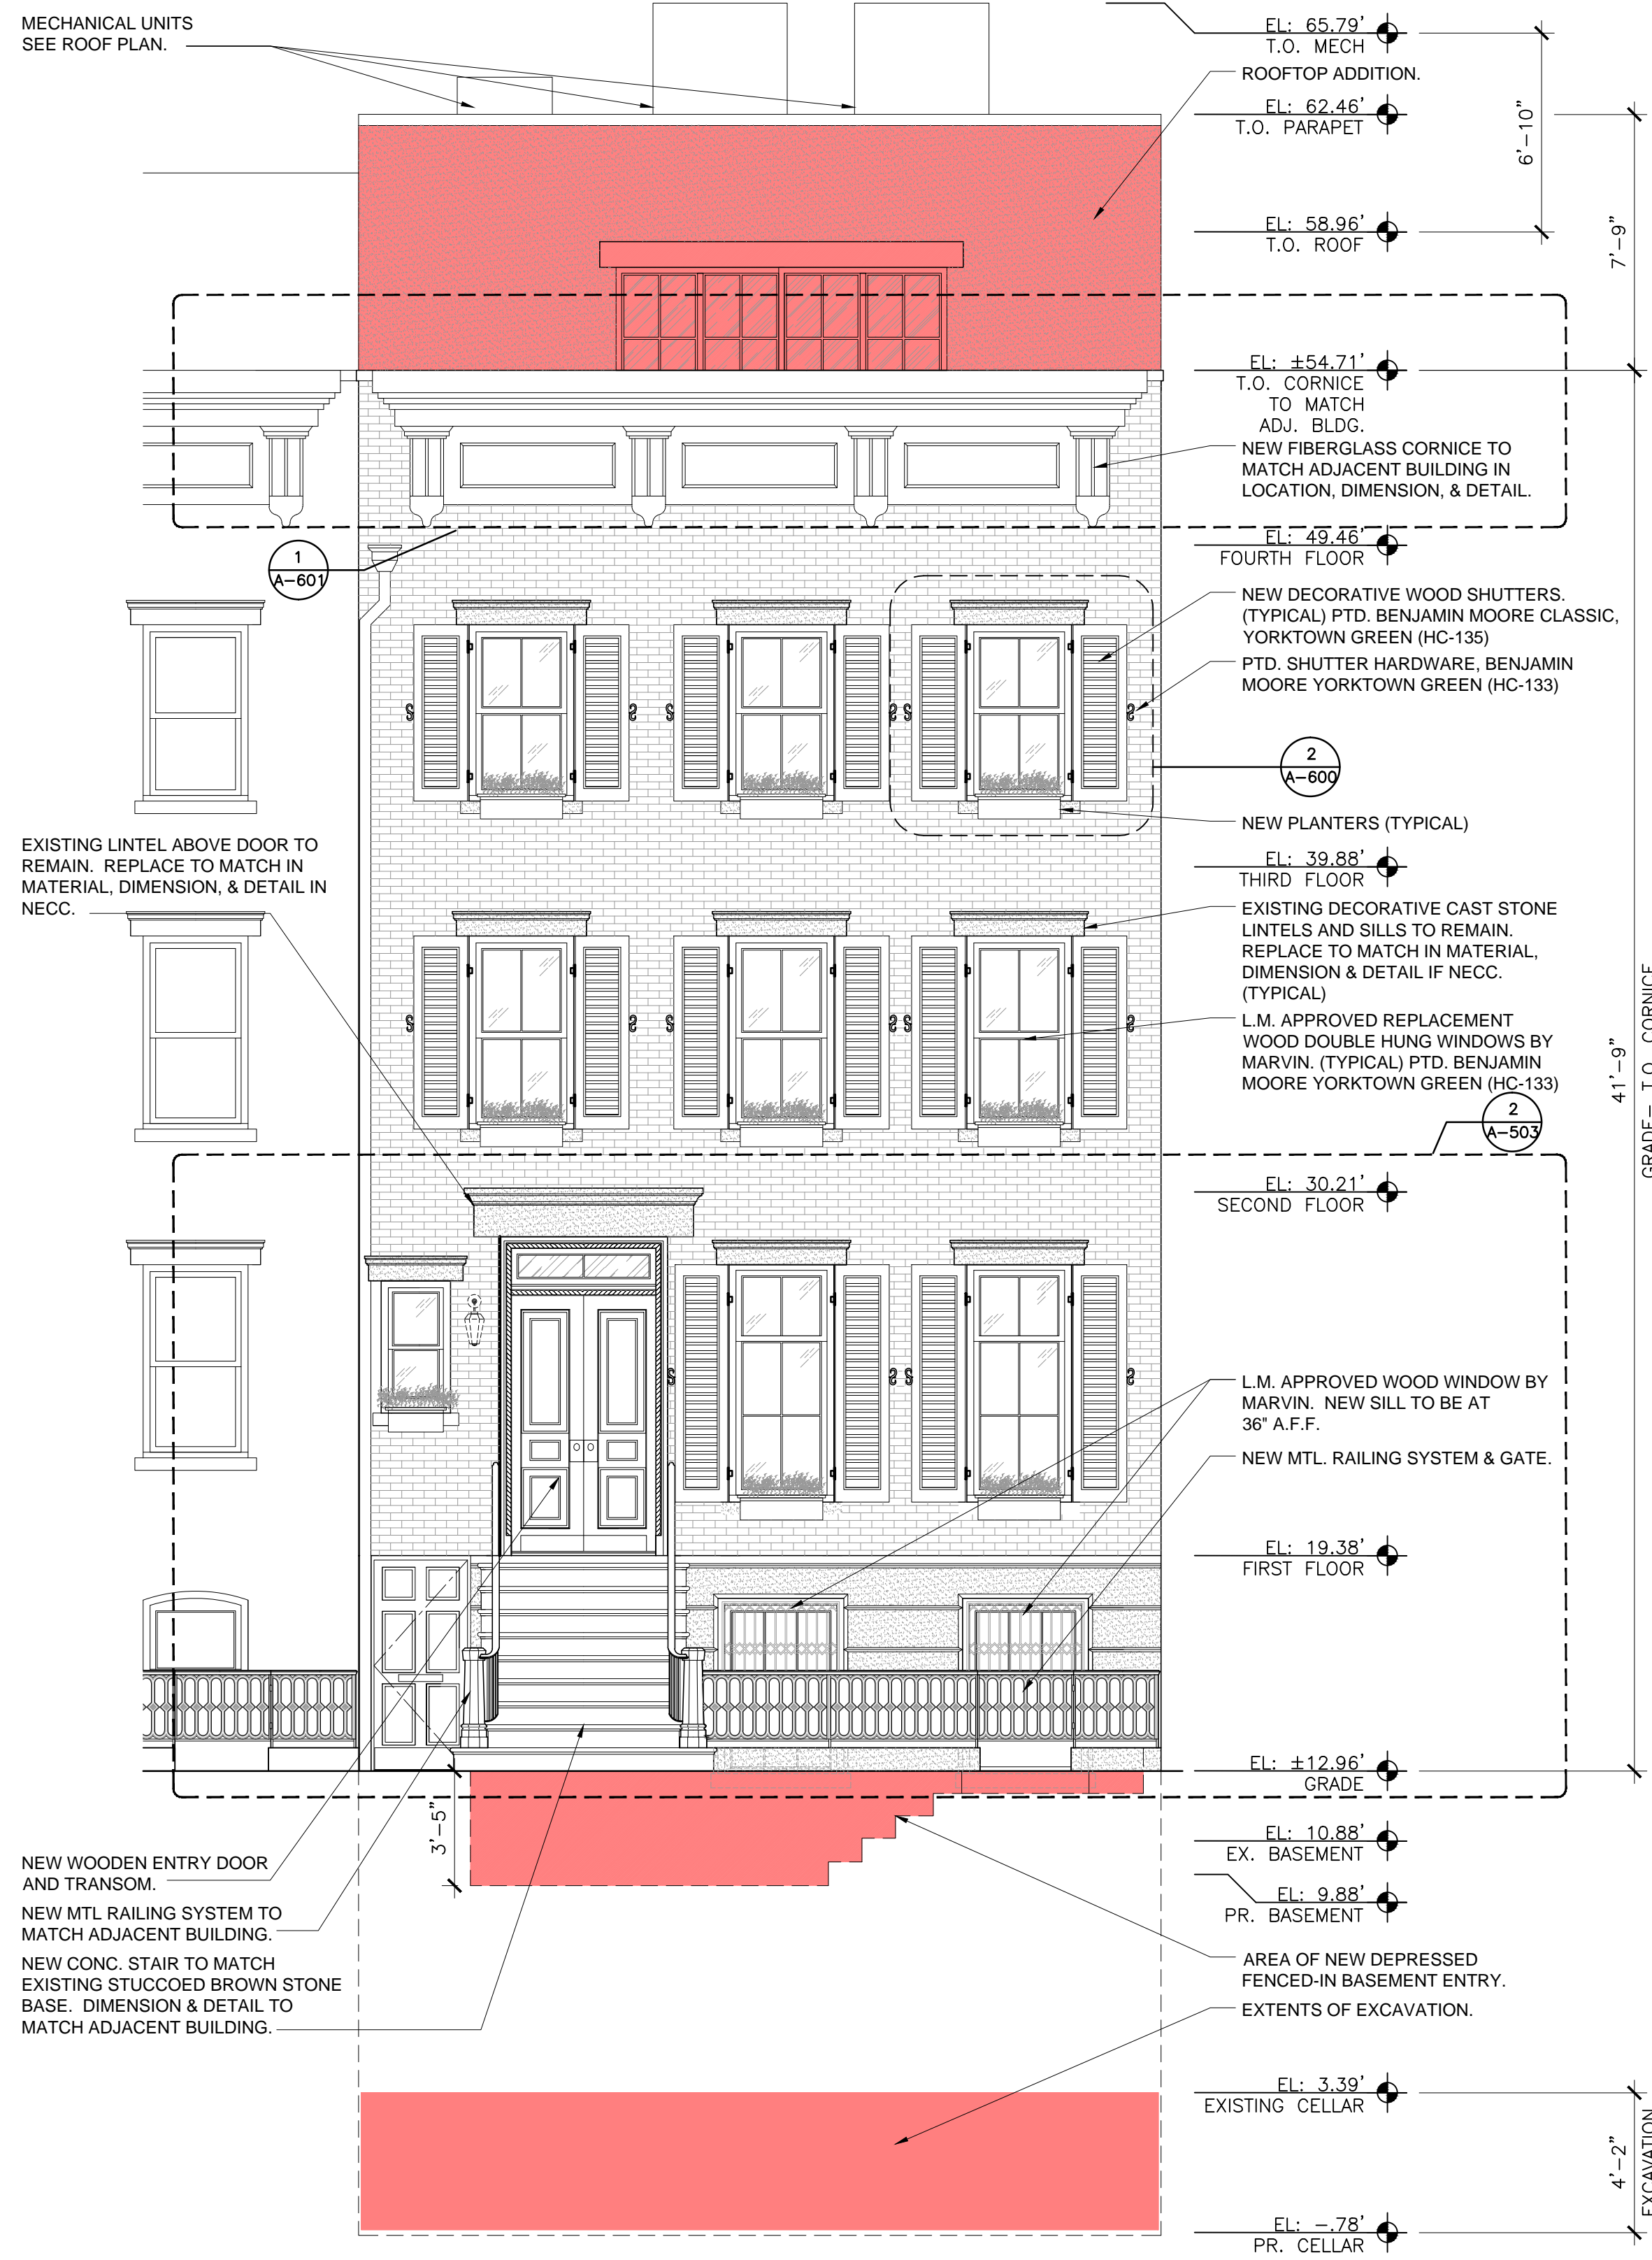 MECHANICAL UNITS
SEE ROOF PLAN.
EL: 65.79'
T.O. MECH
ROOFTOP ADDITION.
EL: 62.46'
T.O. PARAPET
6'-10"
EL: 58.96'
T.O. ROOF
7'-9"
EL: ±54.71'
T.O. CORNICE
TO MATCH
ADJ. BLDG.
NEW FIBERGLASS CORNICE TO
MATCH ADJACENT BUILDING IN
LOCATION, DIMENSION, & DETAIL.
EL: 49.46'
FOURTH FLOOR
1
A-601
NEW DECORATIVE WOOD SHUTTERS.
(TYPICAL) PTD. BENJAMIN MOORE CLASSIC,
YORKTOWN GREEN (HC-135)
PTD. SHUTTER HARDWARE, BENJAMIN
MOORE YORKTOWN GREEN (HC-133)
2
A-600
NEW PLANTERS (TYPICAL)
EXISTING LINTEL ABOVE DOOR TO
REMAIN. REPLACE TO MATCH IN
MATERIAL, DIMENSION, & DETAIL IN
NECC.
EL: 39.88'
THIRD FLOOR
EXISTING DECORATIVE CAST STONE
LINTELS AND SILLS TO REMAIN.
REPLACE TO MATCH IN MATERIAL,
DIMENSION & DETAIL IF NECC.
(TYPICAL)
L.M. APPROVED REPLACEMENT
WOOD DOUBLE HUNG WINDOWS BY
MARVIN. (TYPICAL) PTD. BENJAMIN
MOORE YORKTOWN GREEN (HC-133)
41'-9"
GRADE- T.O. CORNICE
2
A-503
EL: 30.21'
SECOND FLOOR
L.M. APPROVED WOOD WINDOW BY
MARVIN. NEW SILL TO BE AT
36" A.F.F.
NEW MTL. RAILING SYSTEM & GATE.
EL: 19.38'
FIRST FLOOR
EL: ±12.96'
GRADE
3'-5"
EL: 10.88'
EX. BASEMENT
NEW WOODEN ENTRY DOOR
AND TRANSOM.
EL: 9.88'
PR. BASEMENT
NEW MTL RAILING SYSTEM TO
MATCH ADJACENT BUILDING.
NEW CONC. STAIR TO MATCH
EXISTING STUCCOED BROWN STONE
BASE. DIMENSION & DETAIL TO
MATCH ADJACENT BUILDING.
AREA OF NEW DEPRESSED
FENCED-IN BASEMENT ENTRY.
EXTENTS OF EXCAVATION.
EL: 3.39'
EXISTING CELLAR
4'-2"
EXCAVATION
EL: -.78'
PR. CELLAR